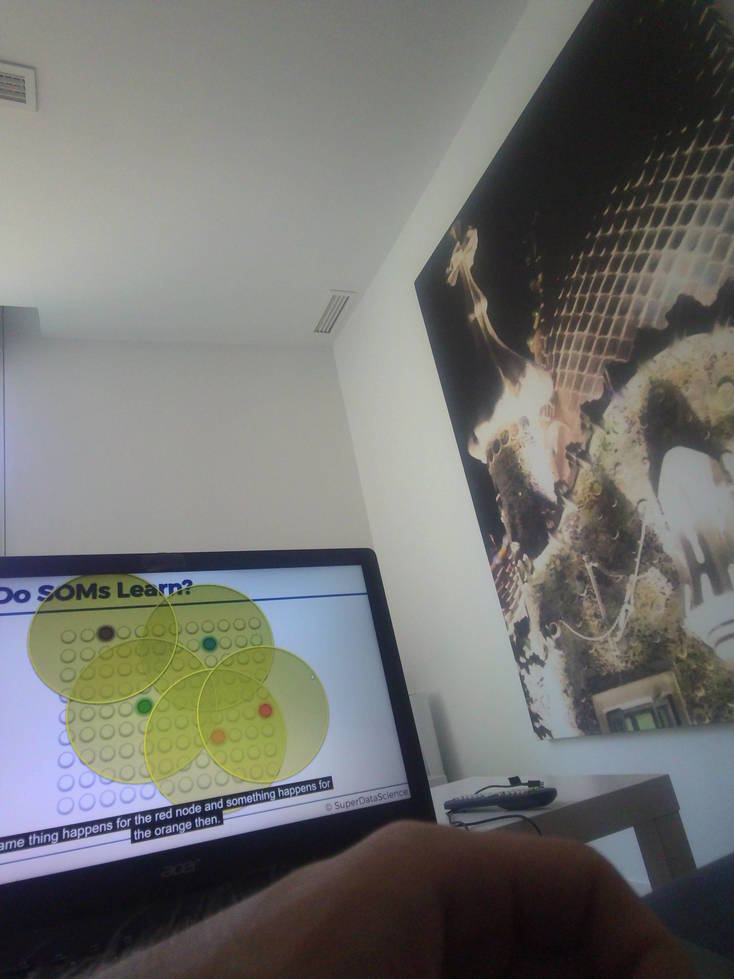 Do SOMs Learn?
ame thing happens for the red node and something happens for
the orange then.
© SuperDataScience
acer